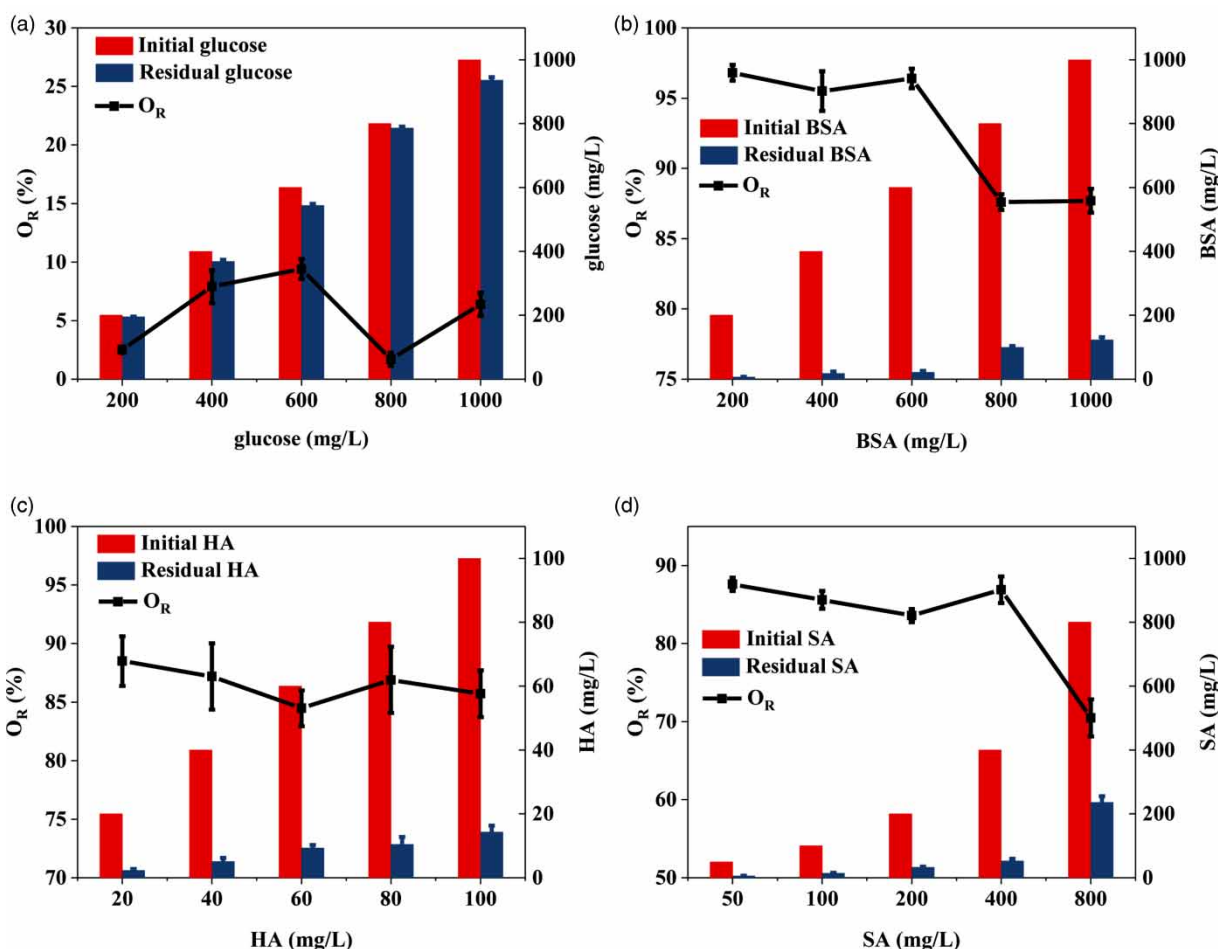 (a)
30
25
20
15
10
5
0
O_R (%)
Initial glucose
Residual glucose
O_R
1000
800
600
400
200
0
glucose (mg/L)
200 400 600 800 1000
glucose (mg/L)
(b)
100
95
90
85
80
75
O_R (%)
Initial BSA
Residual BSA
O_R
1000
800
600
400
200
0
BSA (mg/L)
200 400 600 800 1000
BSA (mg/L)
(c)
100
95
90
85
80
75
70
O_R (%)
Initial HA
Residual HA
O_R
100
80
60
40
20
0
HA (mg/L)
20 40 60 80 100
HA (mg/L)
(d)
90
80
70
60
50
O_R (%)
Initial SA
Residual SA
O_R
1000
800
600
400
200
0
SA (mg/L)
50 100 200 400 800
SA (mg/L)